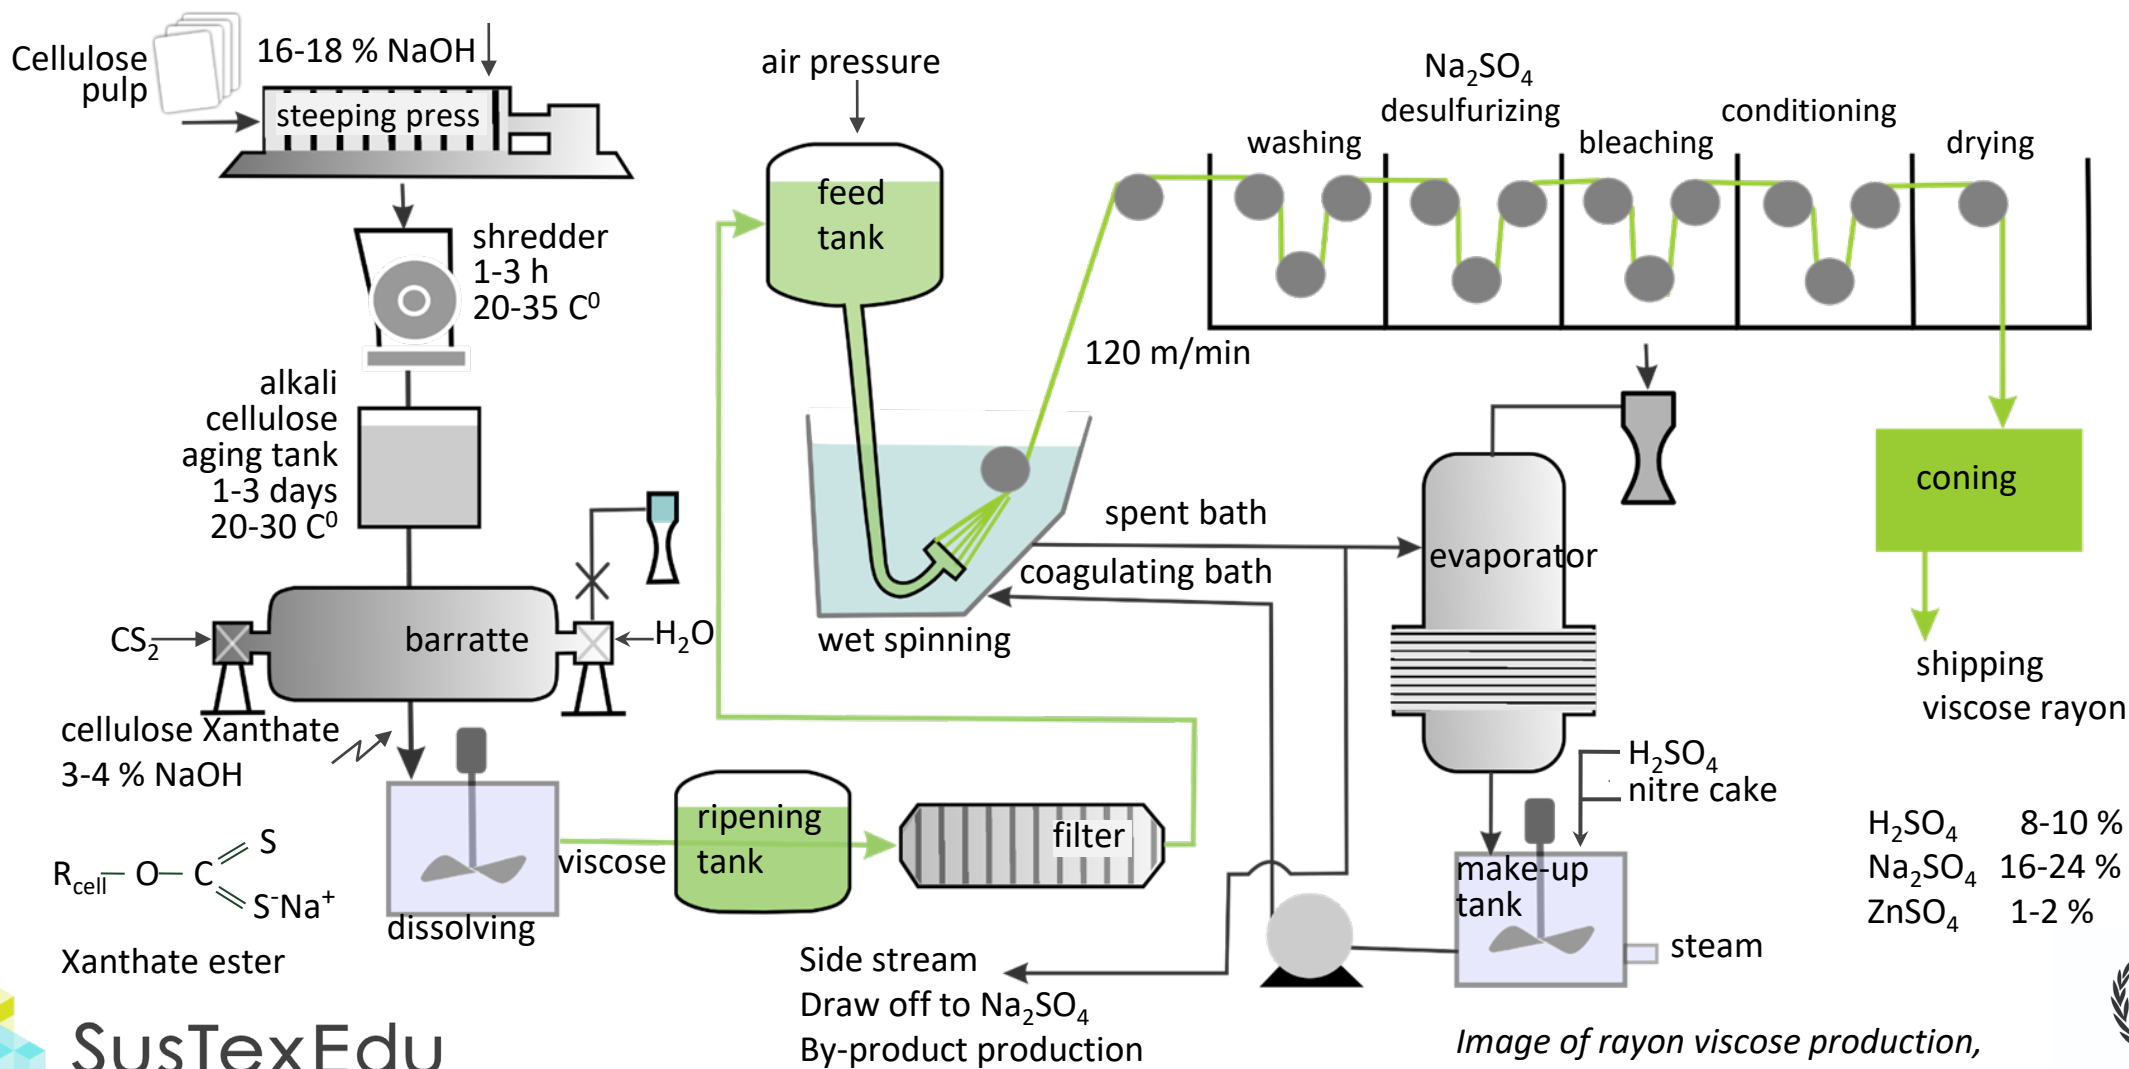 Cellulose
pulp
16-18 % NaOH
steeping press
shredder
1-3 h
20-35 C⁰
alkali
cellulose
aging tank
1-3 days
20-30 C⁰
CS₂
barratte
H₂O
cellulose Xanthate
3-4 % NaOH
R_cell — O — C
S
S⁻Na⁺
Xanthate ester
dissolving
viscose
ripening
tank
filter
air pressure
feed
tank
wet spinning
120 m/min
spent bath
coagulating bath
washing
Na₂SO₄
desulfurizing
bleaching
conditioning
drying
coning
shipping
viscose rayon
evaporator
H₂SO₄
nitre cake
make-up
tank
steam
H₂SO₄ 8-10 %
Na₂SO₄ 16-24 %
ZnSO₄ 1-2 %
Side stream
Draw off to Na₂SO₄
By-product production
Image of rayon viscose production,
SusTexEdu